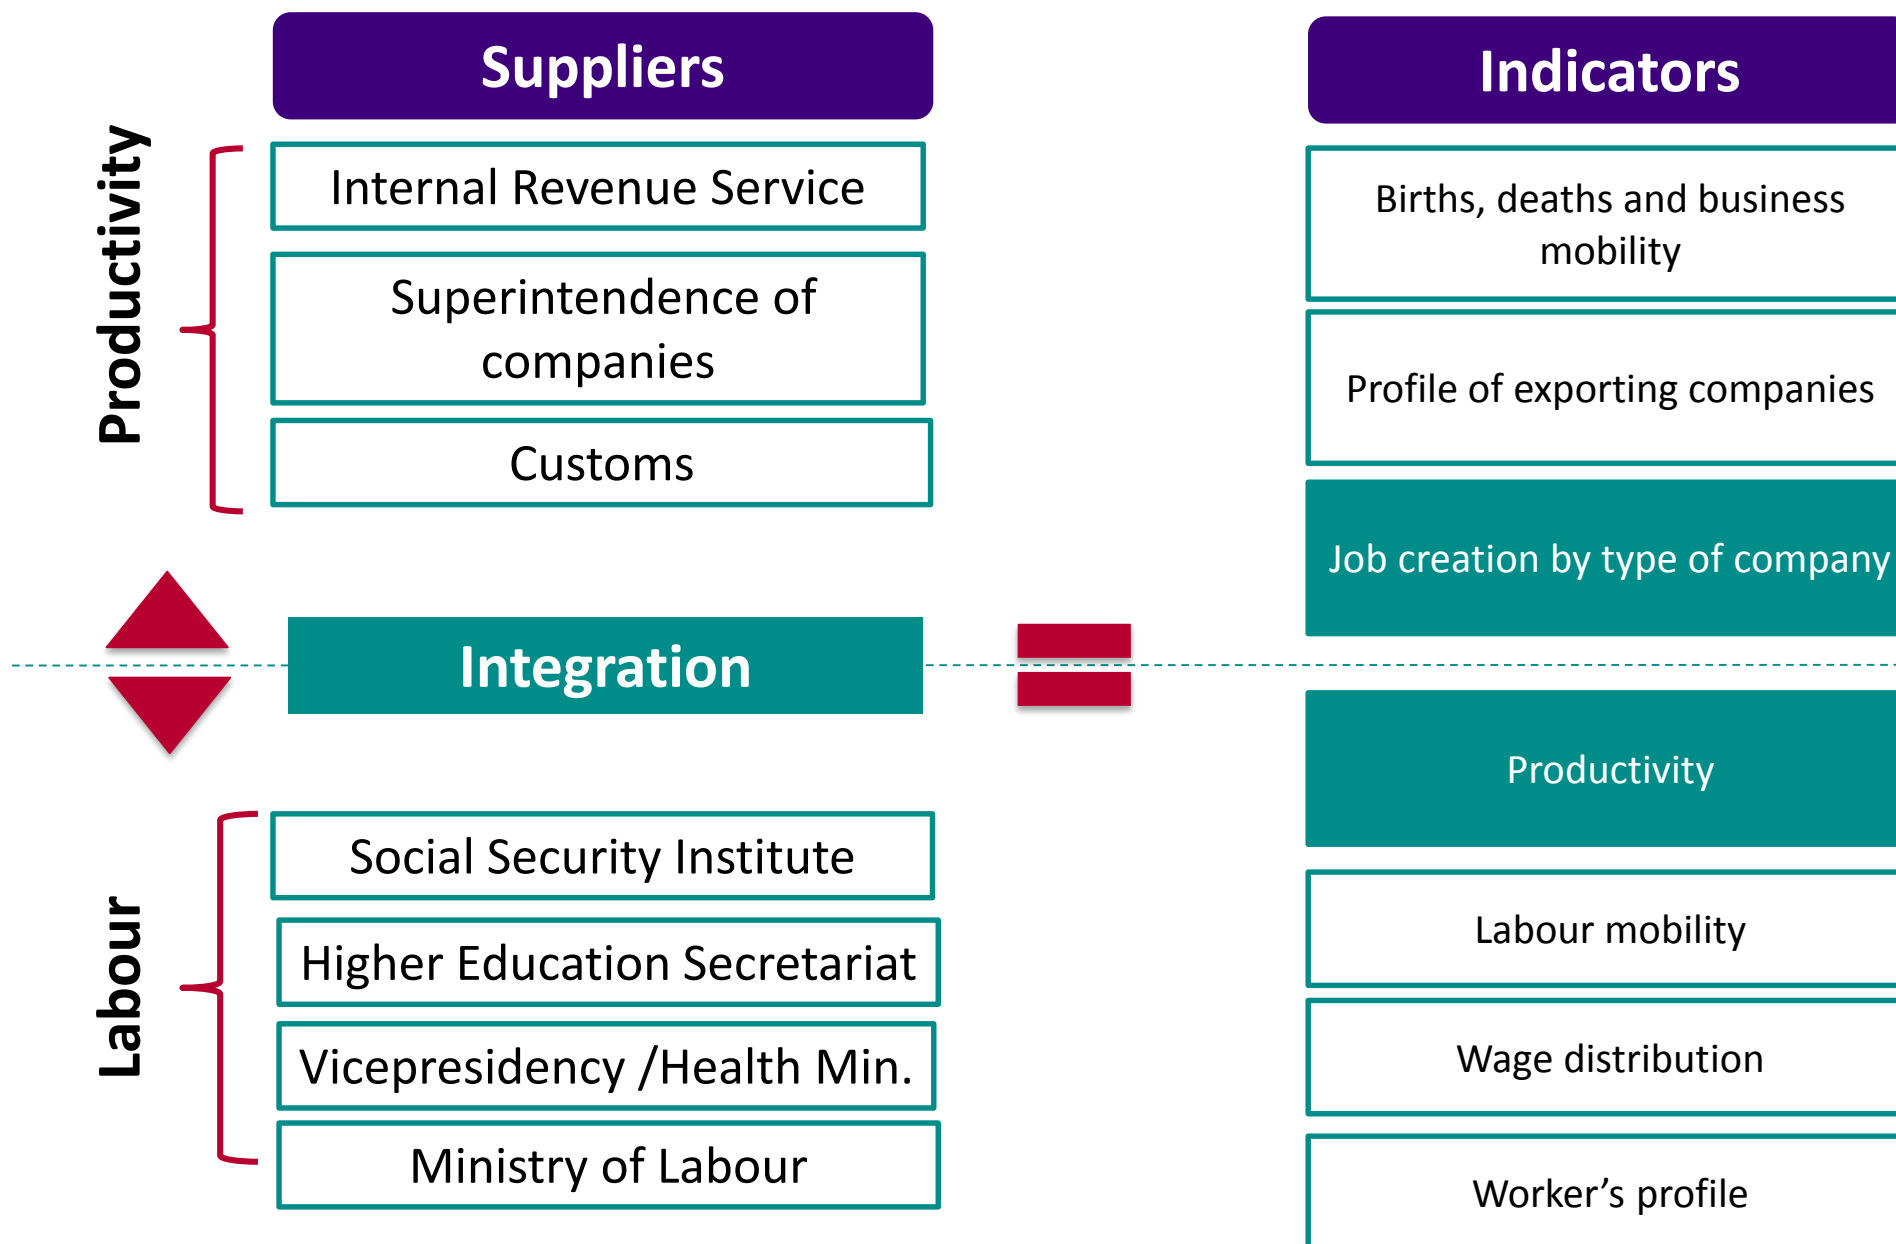 Suppliers
Productivity
Internal Revenue Service
Superintendence of
companies
Customs
Integration
Labour
Social Security Institute
Higher Education Secretariat
Vicepresidency /Health Min.
Ministry of Labour
Indicators
Births, deaths and business
mobility
Profile of exporting companies
Job creation by type of company
Productivity
Labour mobility
Wage distribution
Worker’s profile